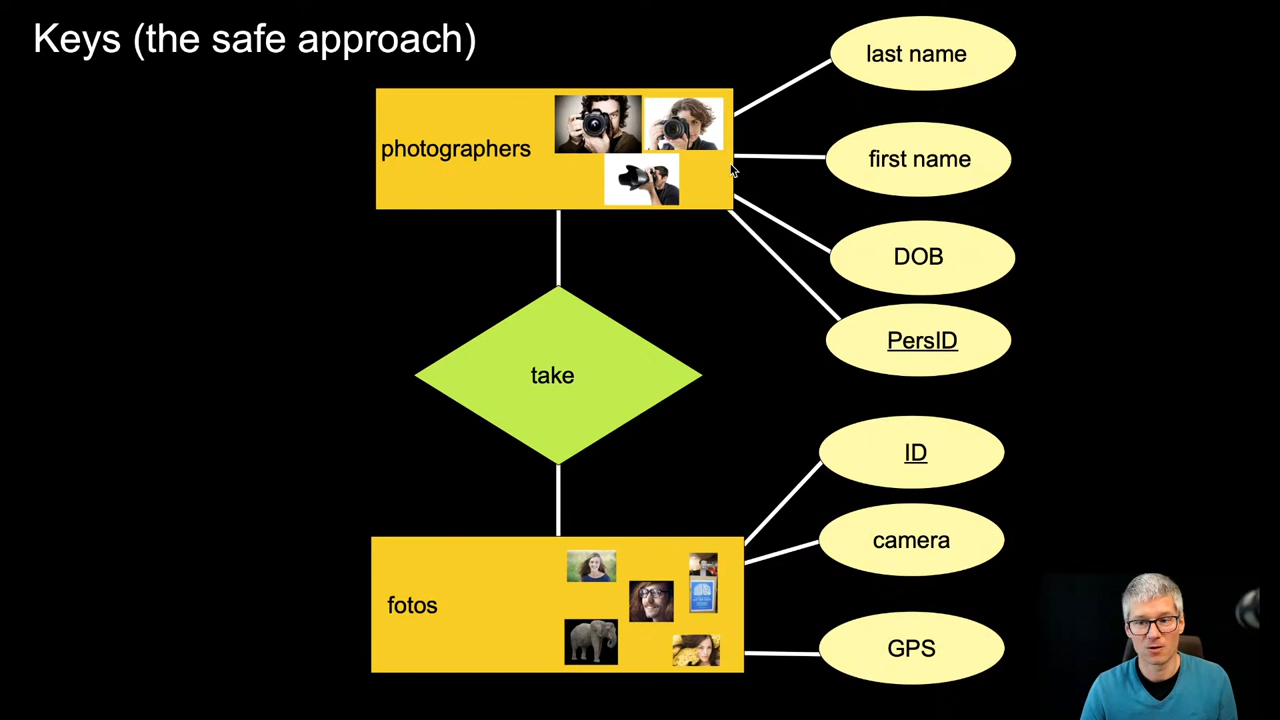 Keys (the safe approach)
last name
photographers
first name
DOB
PersID
take
ID
camera
fotos
GPS